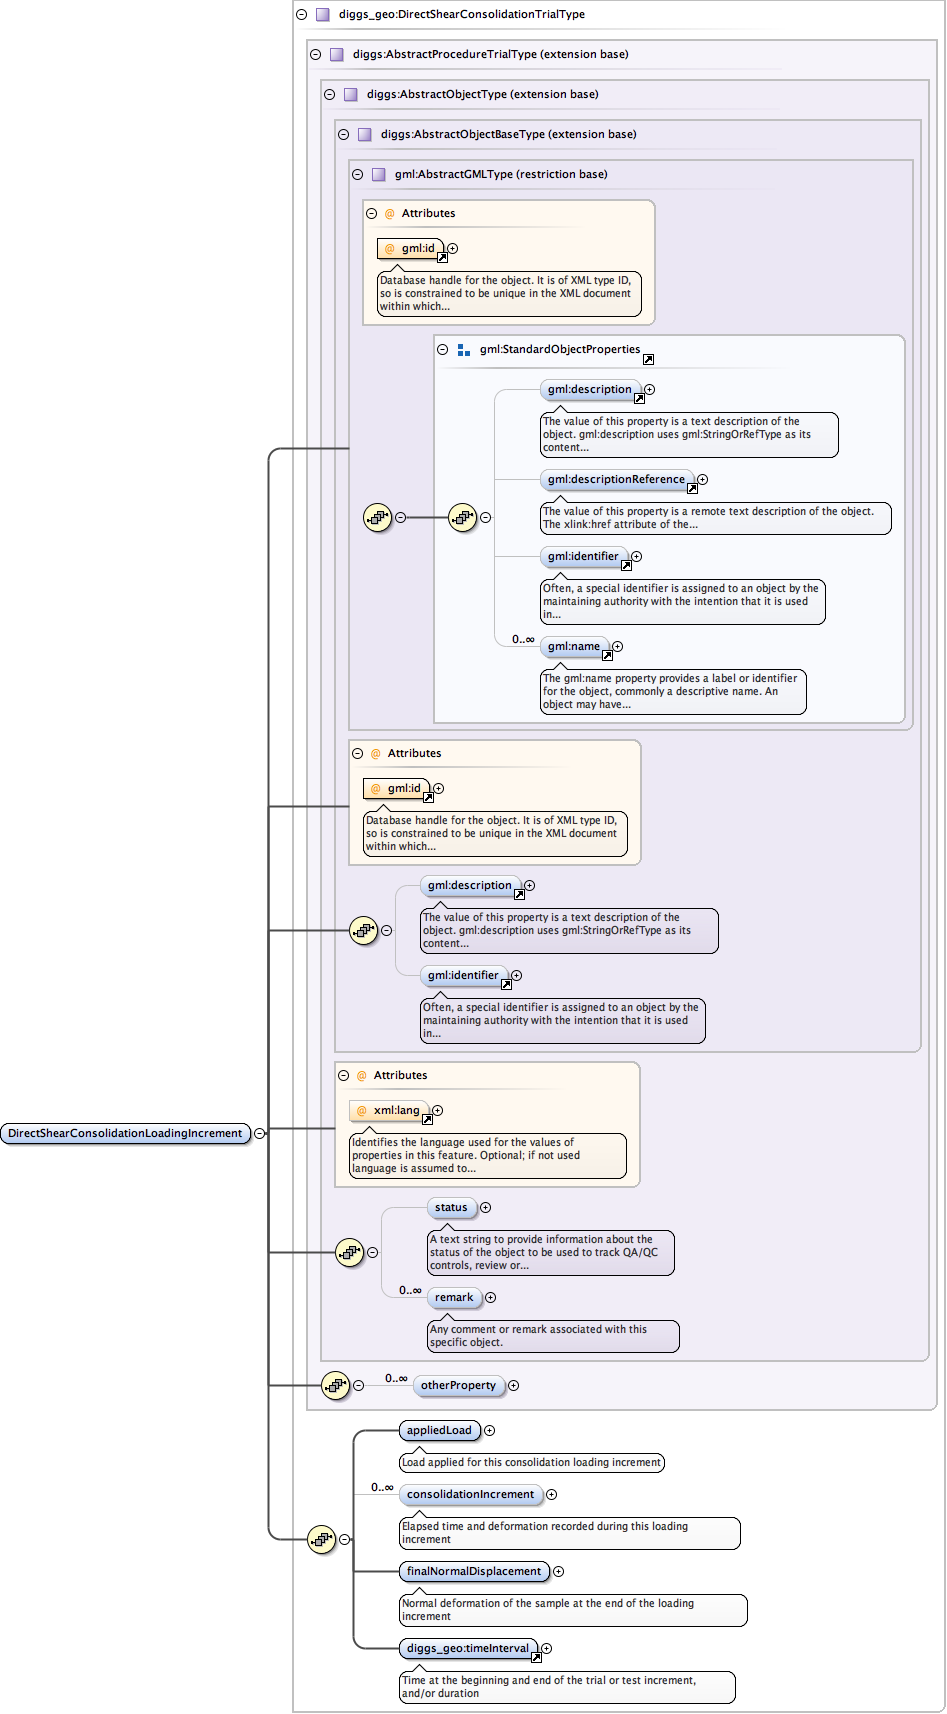 diggs_geo:DirectShearConsolidationTrialType
diggs:AbstractProcedureTrialType (extension base)
diggs:AbstractObjectType (extension base)
diggs:AbstractObjectBaseType (extension base)
gml:AbstractGMLType (restriction base)
@ Attributes
@ gml:id
Database handle for the object. It is of XML type ID,
so is constrained to be unique in the XML document
within which...
gml:StandardObjectProperties
gml:description
The value of this property is a text description of the
object. gml:description uses gml:StringOrRefType as its
content...
gml:descriptionReference
The value of this property is a remote text description of the object.
The xlink:href attribute of the...
gml:identifier
Often, a special identifier is assigned to an object by the
maintaining authority with the intention that it is used
in...
0..∞
gml:name
The gml:name property provides a label or identifier
for the object, commonly a descriptive name. An
object may have...
@ Attributes
@ gml:id
Database handle for the object. It is of XML type ID,
so is constrained to be unique in the XML document
within which...
gml:description
The value of this property is a text description of the
object. gml:description uses gml:StringOrRefType as its
content...
gml:identifier
Often, a special identifier is assigned to an object by the
maintaining authority with the intention that it is used
in...
@ Attributes
@ xml:lang
Identifies the language used for the values of
properties in this feature. Optional; if not used
language is assumed to...
DirectShearConsolidationLoadingIncrement
status
A text string to provide information about the
status of the object to be used to track QA/QC
controls, review or...
0..∞
remark
Any comment or remark associated with this
specific object.
0..∞
otherProperty
appliedLoad
Load applied for this consolidation loading increment
0..∞
consolidationIncrement
Elapsed time and deformation recorded during this loading
increment
finalNormalDisplacement
Normal deformation of the sample at the end of the loading
increment
diggs_geo:timeInterval
Time at the beginning and end of the trial or test increment,
and/or duration